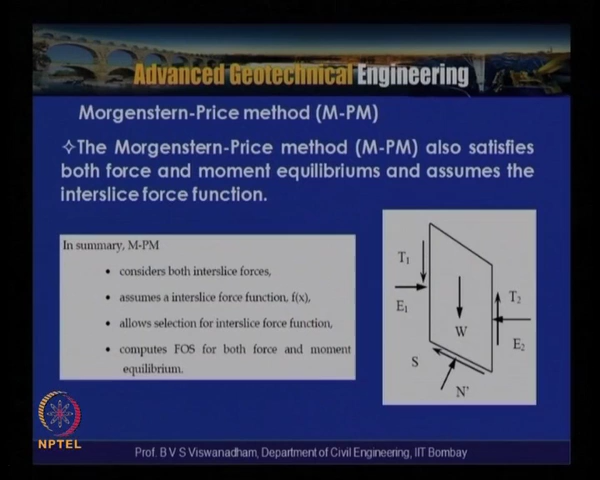 Advanced Geotechnical Engineering
Morgenstern-Price method (M-PM)
✧The Morgenstern-Price method (M-PM) also satisfies
both force and moment equilibriums and assumes the
interslice force function.
In summary, M-PM
• considers both interslice forces,
• assumes a interslice force function, f(x),
• allows selection for interslice force function,
• computes FOS for both force and moment
equilibrium.
T1
E1
W
T2
E2
S
N'
NPTEL
Prof. B V S Viswanadham, Department of Civil Engineering, IIT Bombay